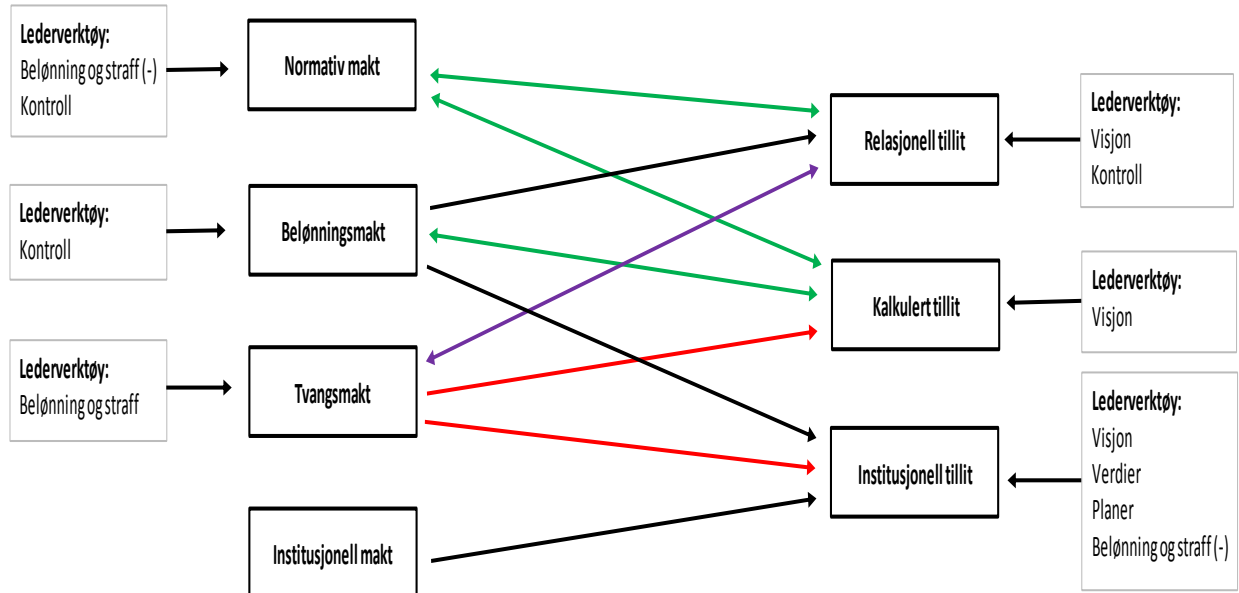 Lederverktøy:
Belønning og straff (-)
Kontroll
Normativ makt
Relasjonell tillit
Lederverktøy:
Visjon
Kontroll
Lederverktøy:
Kontroll
Belønningsmakt
Kalkulert tillit
Lederverktøy:
Visjon
Lederverktøy:
Belønning og straff
Tvangsmakt
Institusjonell tillit
Lederverktøy:
Visjon
Verdier
Planer
Belønning og straff (-)
Institusjonell makt